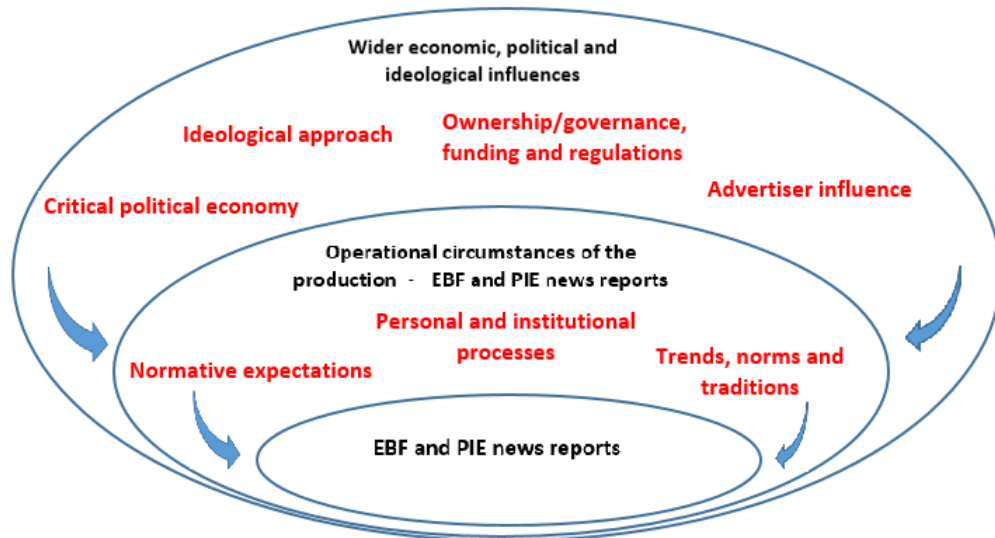 Wider economic, political and
ideological influences
Ideological approach
Ownership/governance,
funding and regulations
Advertiser influence
Critical political economy
Operational circumstances of the
production - EBF and PIE news reports
Personal and institutional
processes
Normative expectations
Trends, norms and
traditions
EBF and PIE news reports